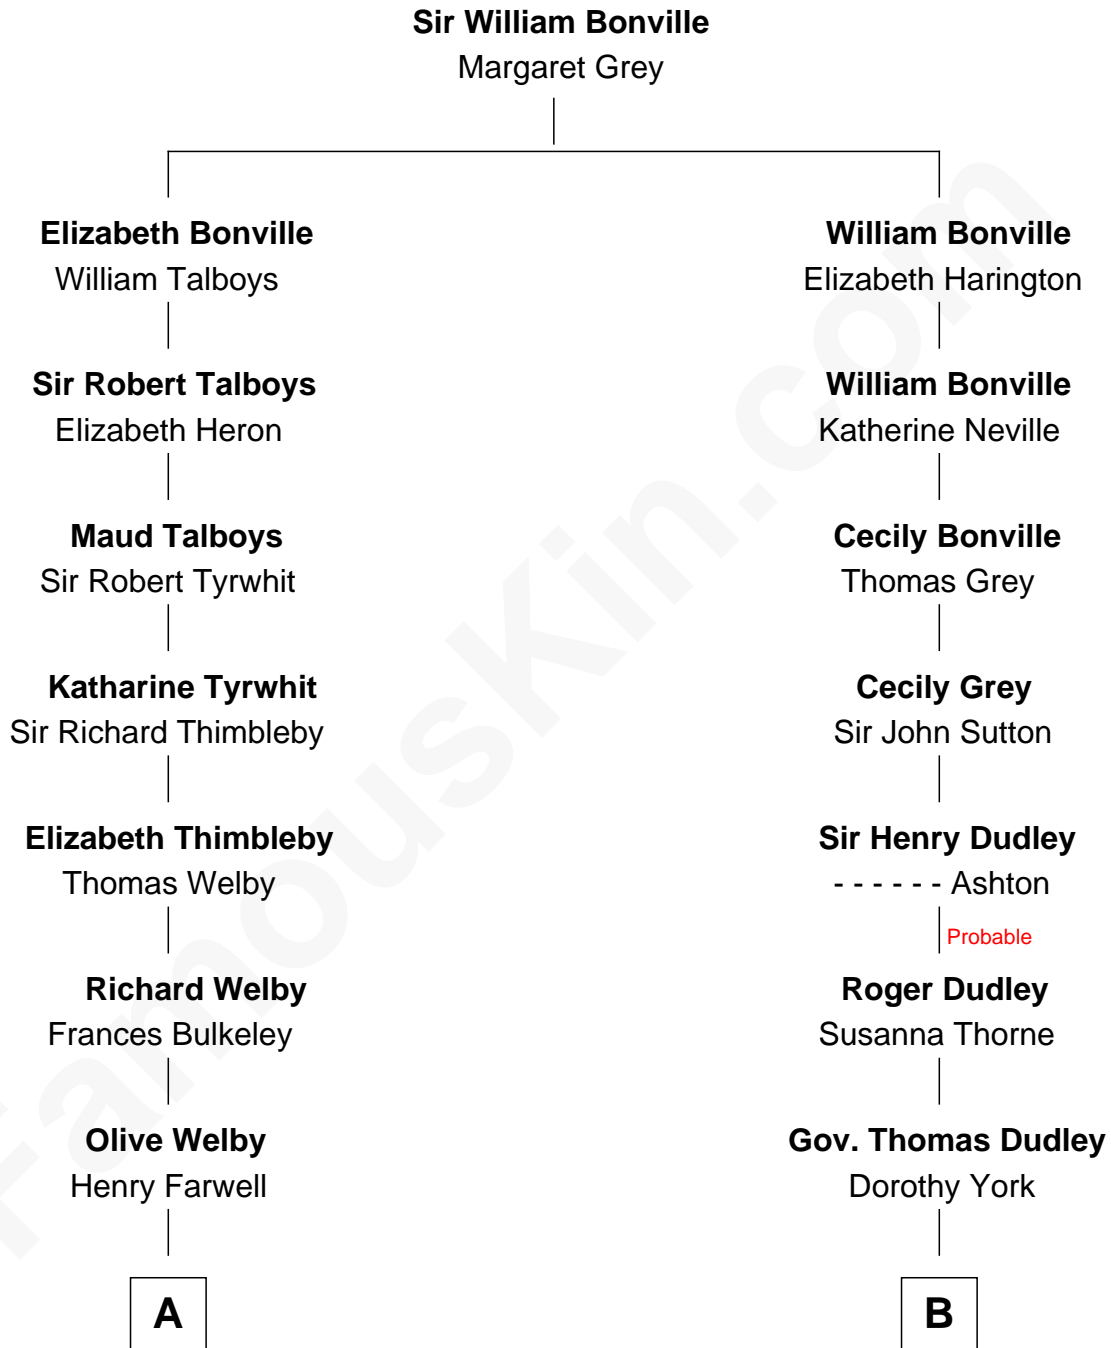 Sir William Bonville
Margaret Grey
Elizabeth Bonville
William Talboys
William Bonville
Elizabeth Harington
Sir Robert Talboys
Elizabeth Heron
William Bonville
Katherine Neville
Maud Talboys
Sir Robert Tyrwhit
Cecily Bonville
Thomas Grey
Katharine Tyrwhit
Sir Richard Thimbleby
Cecily Grey
Sir John Sutton
Elizabeth Thimbleby
Thomas Welby
Sir Henry Dudley
- - - - - - Ashton
Probable
Richard Welby
Frances Bulkeley
Roger Dudley
Susanna Thorne
Olive Welby
Henry Farwell
Gov. Thomas Dudley
Dorothy York
A
B
FamousKin.com